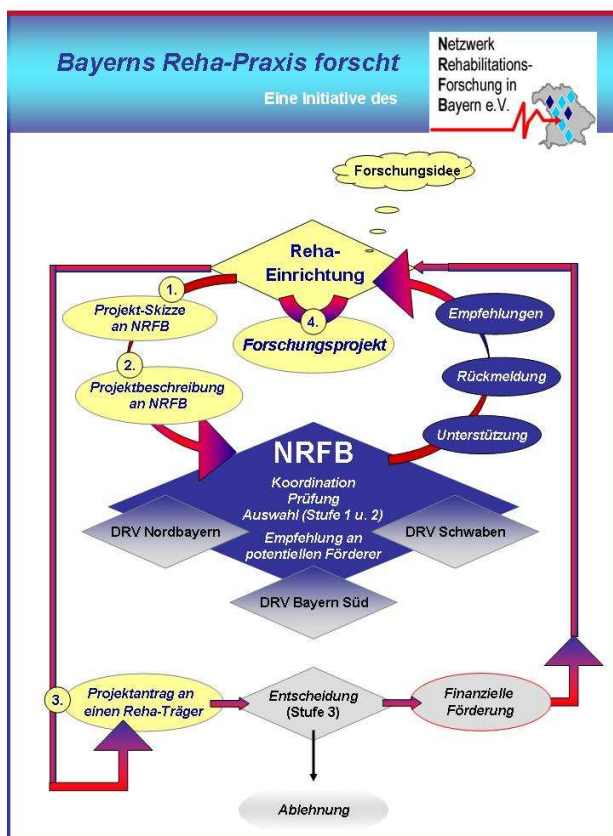 Bayerns Reha-Praxis forscht
Eine Initiative des
Netzwerk
Rehabilitations-
Forschung in
Bayern e.V.
Forschungsidee
Reha-
Einrichtung
1.
Projekt-Skizze
an NRFB
4.
Forschungsprojekt
Empfehlungen
2.
Projektbeschreibung
an NRFB
Rückmeldung
Unterstützung
NRFB
Koordination
Prüfung
Auswahl (Stufe 1 u. 2)
Empfehlung an
potentiellen Förderer
DRV Nordbayern
DRV Schwaben
DRV Bayern Süd
3.
Projektantrag an
einen Reha-Träger
Entscheidung
(Stufe 3)
Finanzielle
Förderung
Ablehnung